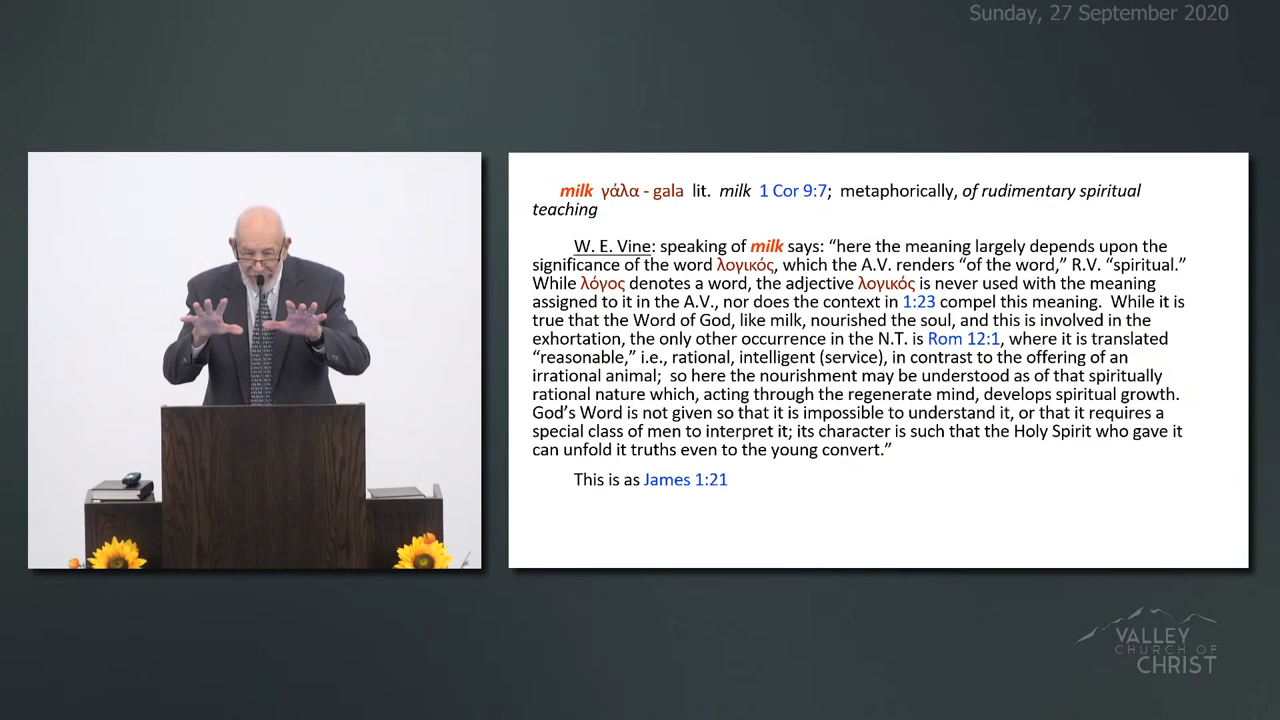 Sunday, 27 September 2020
milk γάλα - gala lit. milk 1 Cor 9:7; metaphorically, of rudimentary spiritual
teaching
W. E. Vine: speaking of milk says: “here the meaning largely depends upon the
significance of the word λογικός, which the A.V. renders “of the word,” R.V. “spiritual.”
While λόγος denotes a word, the adjective λογικός is never used with the meaning
assigned to it in the A.V., nor does the context in 1:23 compel this meaning. While it is
true that the Word of God, like milk, nourished the soul, and this is involved in the
exhortation, the only other occurrence in the N.T. is Rom 12:1, where it is translated
“reasonable,” i.e., rational, intelligent (service), in contrast to the offering of an
irrational animal; so here the nourishment may be understood as of that spiritually
rational nature which, acting through the regenerate mind, develops spiritual growth.
God’s Word is not given so that it is impossible to understand it, or that it requires a
special class of men to interpret it; its character is such that the Holy Spirit who gave it
can unfold it truths even to the young convert.”
This is as James 1:21
VALLEY
CHURCH OF
CHRIST